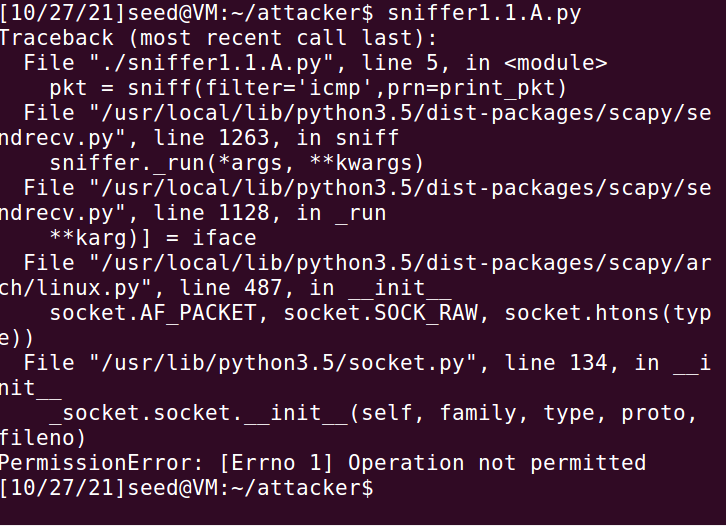 [10/27/21]seed@VM:~/attacker$ sniffer1.1.A.py
Traceback (most recent call last):
  File "./sniffer1.1.A.py", line 5, in <module>
    pkt = sniff(filter='icmp',prn=print_pkt)
  File "/usr/local/lib/python3.5/dist-packages/scapy/se
ndrecv.py", line 1263, in sniff
    sniffer._run(*args, **kwargs)
  File "/usr/local/lib/python3.5/dist-packages/scapy/se
ndrecv.py", line 1128, in _run
    **karg)] = iface
  File "/usr/local/lib/python3.5/dist-packages/scapy/ar
ch/linux.py", line 487, in __init__
    socket.AF_PACKET, socket.SOCK_RAW, socket.htons(typ
e))
  File "/usr/lib/python3.5/socket.py", line 134, in __i
nit__
    _socket.socket.__init__(self, family, type, proto, 
fileno)
PermissionError: [Errno 1] Operation not permitted
[10/27/21]seed@VM:~/attacker$